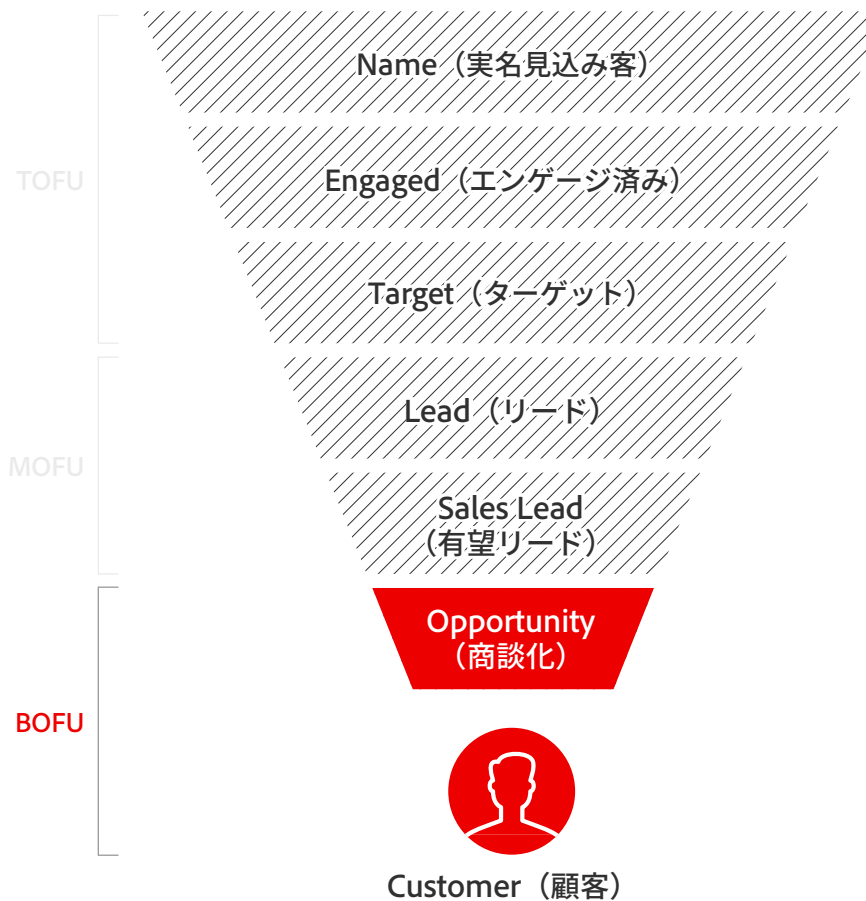 Name（実名見込み客）
TOFU
Engaged（エンゲージ済み）
Target（ターゲット）
Lead（リード）
MOFU
Sales Lead
（有望リード）
Opportunity
（商談化）
BOFU
Customer（顧客）